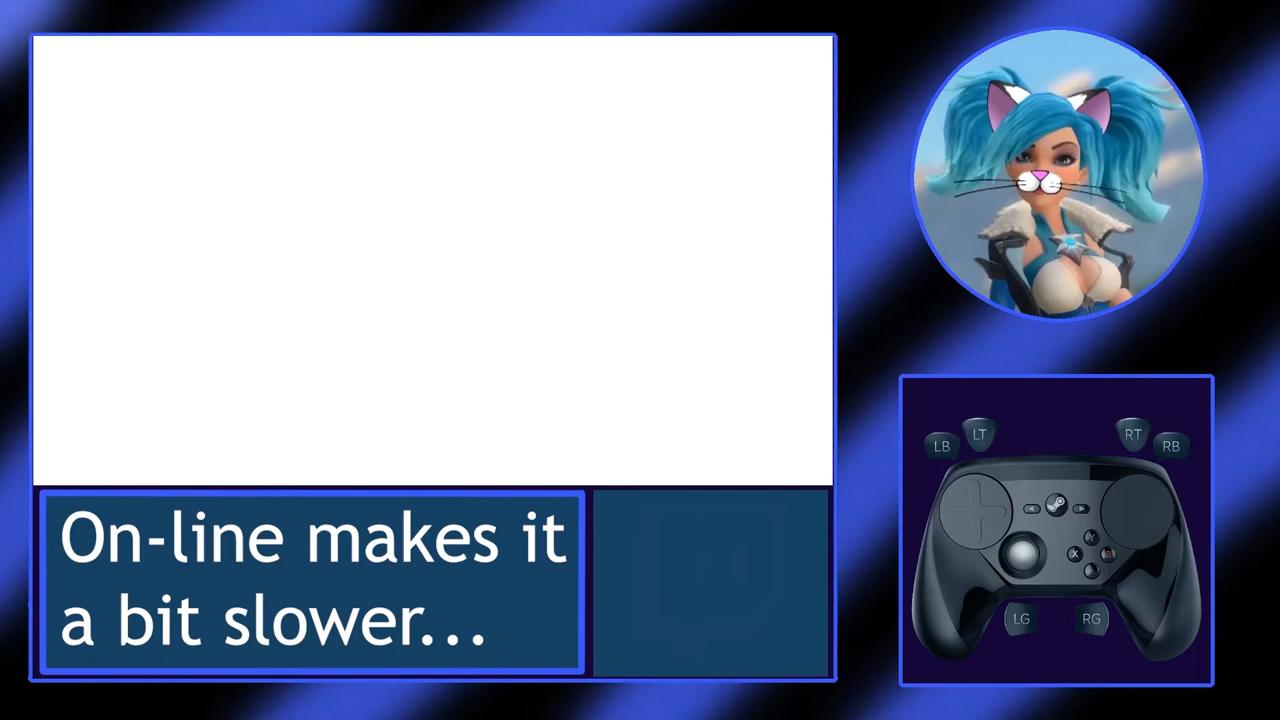 On-line makes it
a bit slower...
LT
RT
LB
RB
Y
X
B
LG
RG